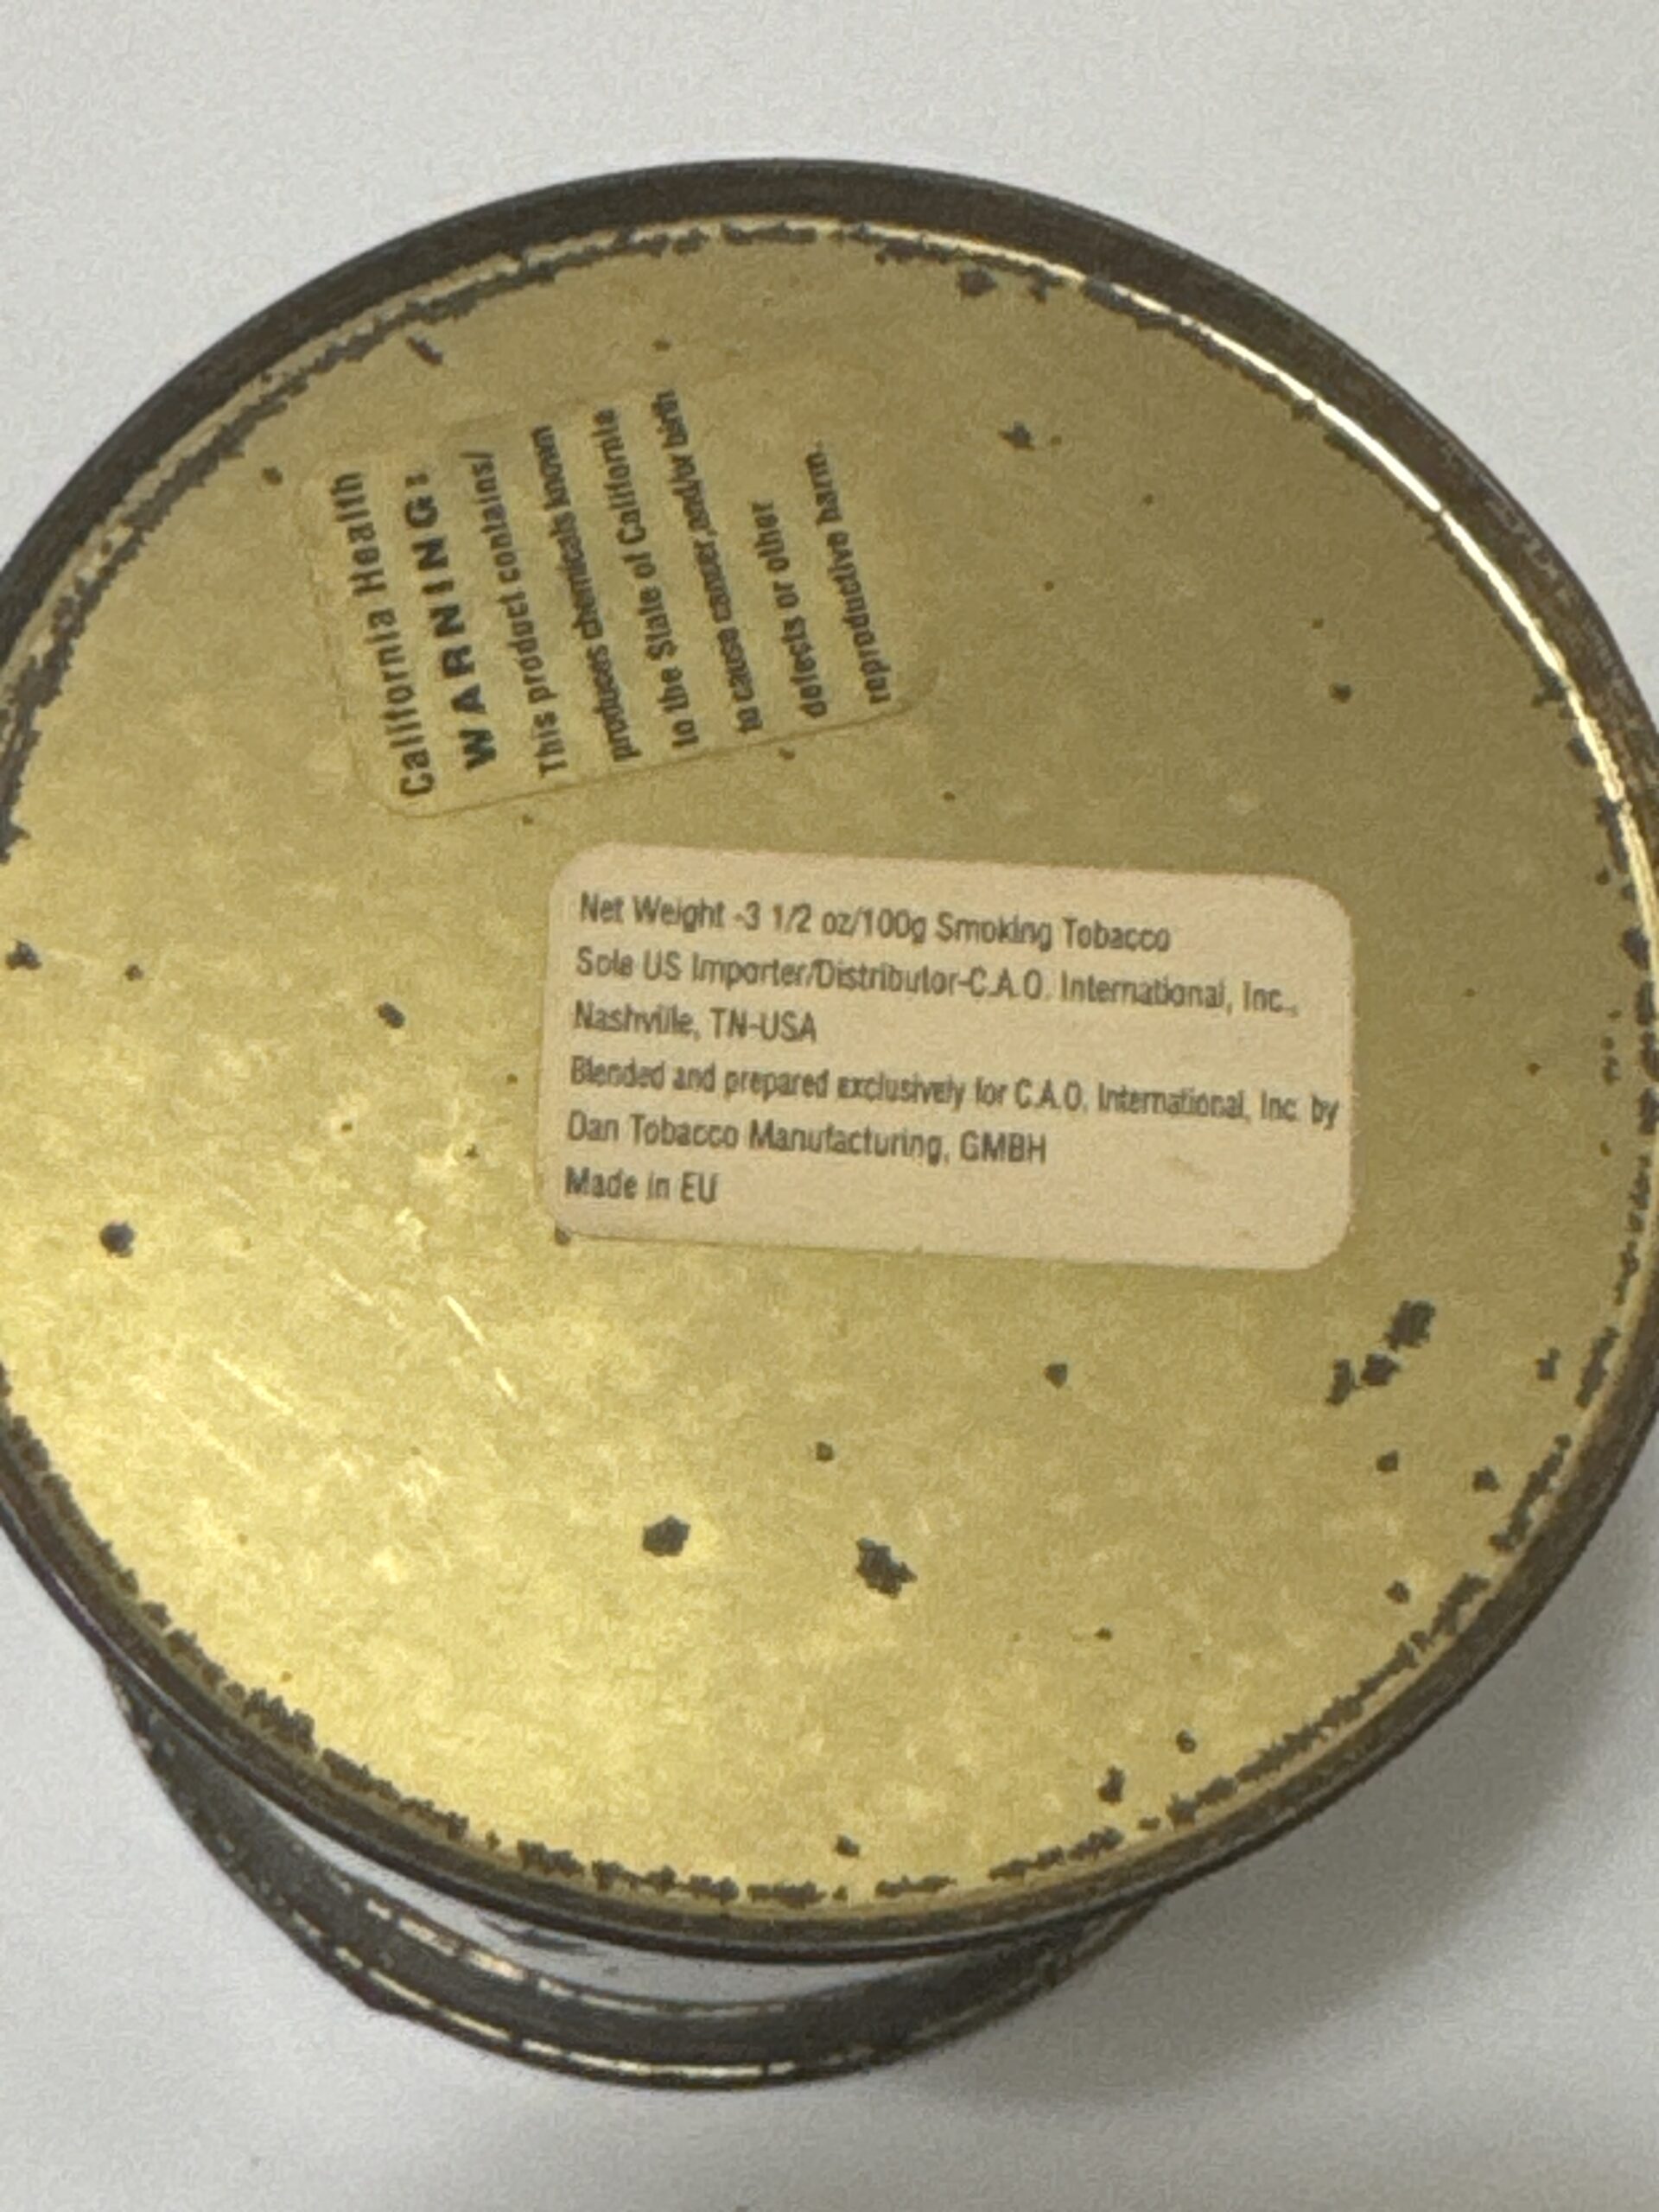 California Health
WARNING:
This product contains/
produces chemicals known
to the State of California
to cause cancer, and/or birth
defects or other
reproductive harm.
Net Weight -3 1/2 oz/100g Smoking Tobacco
Sole US Importer/Distributor-C.A.O. International, Inc.,
Nashville, TN-USA
Blended and prepared exclusively for C.A.O. International, Inc. by
Dan Tobacco Manufacturing, GMBH
Made in EU